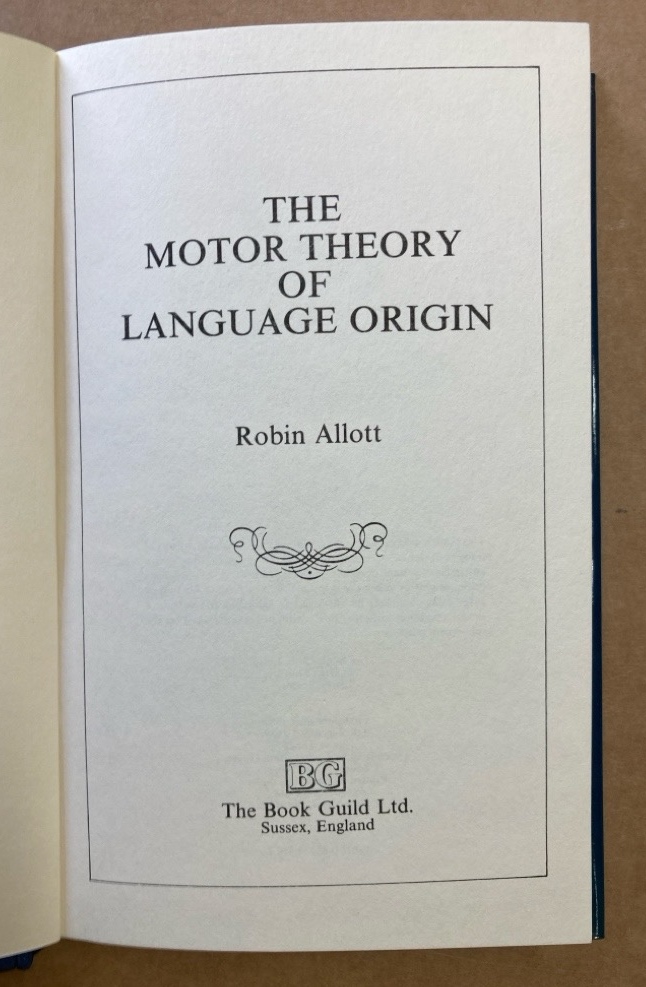 THE
MOTOR THEORY
OF
LANGUAGE ORIGIN
Robin Allott
BG
The Book Guild Ltd.
Sussex, England